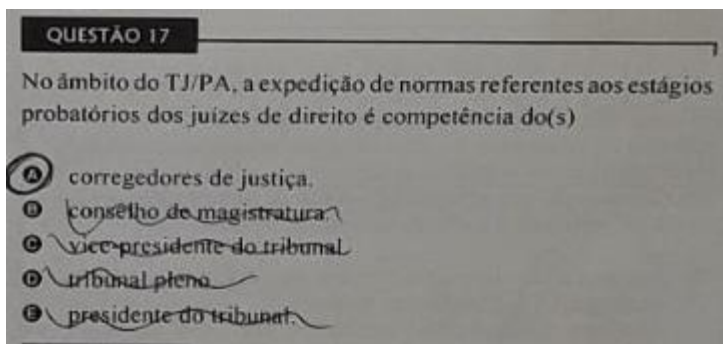 QUESTÃO 17
No âmbito do TJ/PA, a expedição de normas referentes aos estágios
probatórios dos juízes de direito é competência do(s)
A corregedores de justiça.
B conselho de magistratura.
C vice-presidente do tribunal.
D tribunal pleno.
E presidente do tribunal.